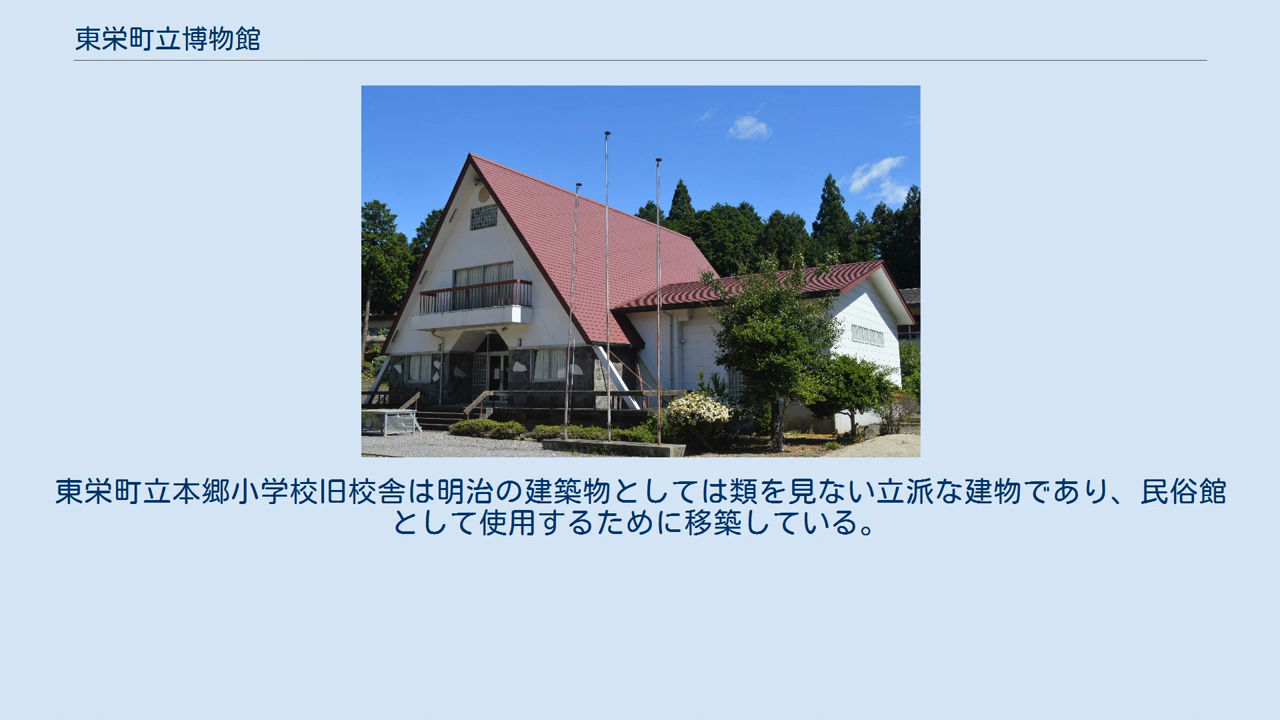 東栄町立博物館
東栄町立本郷小学校旧校舎は明治の建築物としては類を見ない立派な建物であり、民俗館
として使用するために移築している。